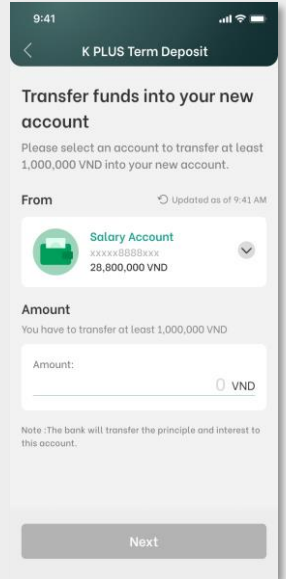 9:41
K PLUS Term Deposit
Transfer funds into your new
account
Please select an account to transfer at least
1,000,000 VND into your new account.
From
Updated as of 9:41 AM
Salary Account
xxxxx8888xxx
28,800,000 VND
Amount
You have to transfer at least 1,000,000 VND
Amount:
0 VND
Note :The bank will transfer the principle and interest to
this account.
Next